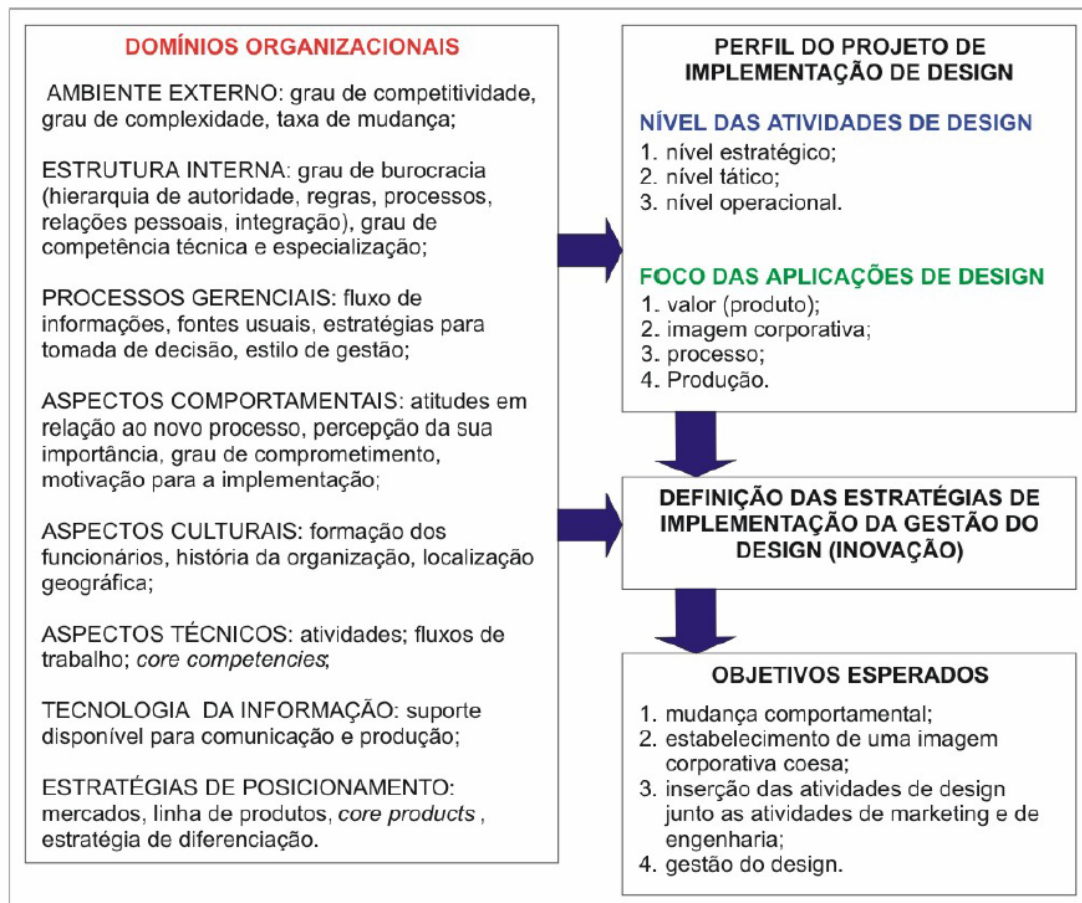 DOMÍNIOS ORGANIZACIONAIS
AMBIENTE EXTERNO: grau de competitividade,
grau de complexidade, taxa de mudança;
ESTRUTURA INTERNA: grau de burocracia
(hierarquia de autoridade, regras, processos,
relações pessoais, integração), grau de
competência técnica e especialização;
PROCESSOS GERENCIAIS: fluxo de
informações, fontes usuais, estratégias para
tomada de decisão, estilo de gestão;
ASPECTOS COMPORTAMENTAIS: atitudes em
relação ao novo processo, percepção da sua
importância, grau de comprometimento,
motivação para a implementação;
ASPECTOS CULTURAIS: formação dos
funcionários, história da organização, localização
geográfica;
ASPECTOS TÉCNICOS: atividades; fluxos de
trabalho; core competencies;
TECNOLOGIA DA INFORMAÇÃO: suporte
disponível para comunicação e produção;
ESTRATÉGIAS DE POSICIONAMENTO:
mercados, linha de produtos, core products ,
estratégia de diferenciação.
PERFIL DO PROJETO DE
IMPLEMENTAÇÃO DE DESIGN
NÍVEL DAS ATIVIDADES DE DESIGN
1. nível estratégico;
2. nível tático;
3. nível operacional.
FOCO DAS APLICAÇÕES DE DESIGN
1. valor (produto);
2. imagem corporativa;
3. processo;
4. Produção.
DEFINIÇÃO DAS ESTRATÉGIAS DE
IMPLEMENTAÇÃO DA GESTÃO DO
DESIGN (INOVAÇÃO)
OBJETIVOS ESPERADOS
1. mudança comportamental;
2. estabelecimento de uma imagem
corporativa coesa;
3. inserção das atividades de design
junto as atividades de marketing e de
engenharia;
4. gestão do design.